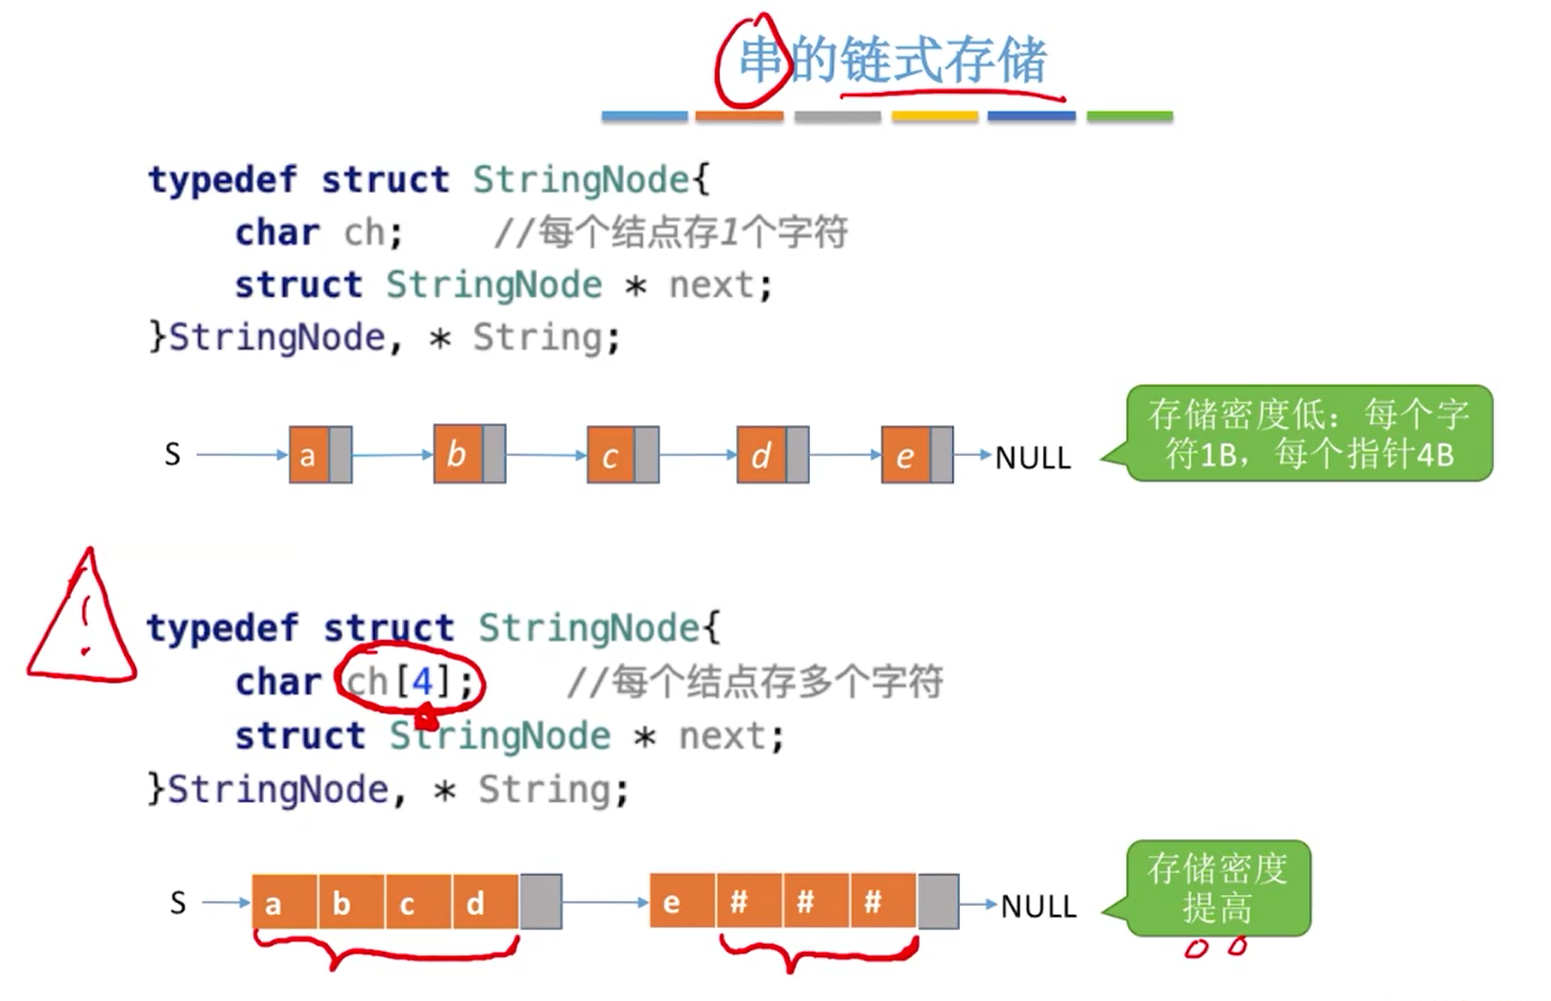 串的链式存储
typedef struct StringNode{
char ch; //每个结点存1个字符
struct StringNode * next;
}StringNode, * String;
S a b c d e NULL
存储密度低：每个字
符1B，每个指针4B
typedef struct StringNode{
char ch[4]; //每个结点存多个字符
struct StringNode * next;
}StringNode, * String;
S a b c d e # # # NULL
存储密度
提高